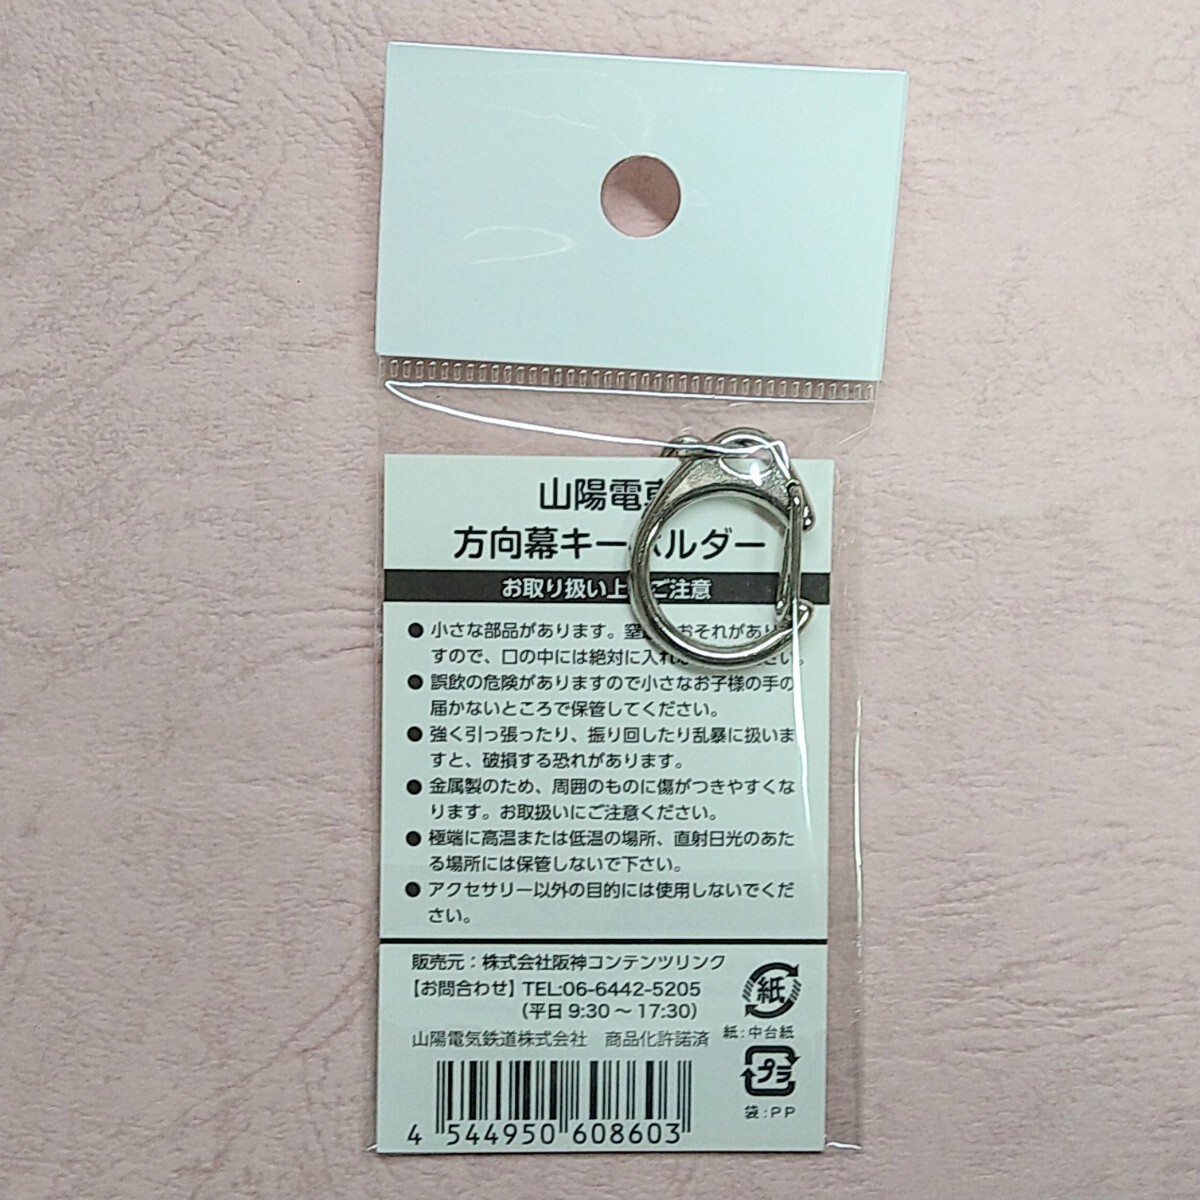 山陽電車
方向幕キーホルダー
お取り扱い上のご注意
● 小さな部品があります。窒息のおそれがありま
すので、口の中には絶対に入れないでください。
● 誤飲の危険がありますので小さなお子様の手の
届かないところで保管してください。
● 強く引っ張ったり、振り回したり乱暴に扱いま
すと、破損する恐れがあります。
● 金属製のため、周囲のものに傷がつきやすくな
ります。お取扱いにご注意ください。
● 極端に高温または低温の場所、直射日光のあた
る場所には保管しないで下さい。
● アクセサリー以外の目的には使用しないでくだ
さい。
販売元：株式会社阪神コンテンツリンク
【お問合わせ】TEL:06-6442-5205
（平日 9:30～17:30）
山陽電気鉄道株式会社　商品化許諾済
紙
紙：中台紙
プラ
袋：PP
4 544950 608603